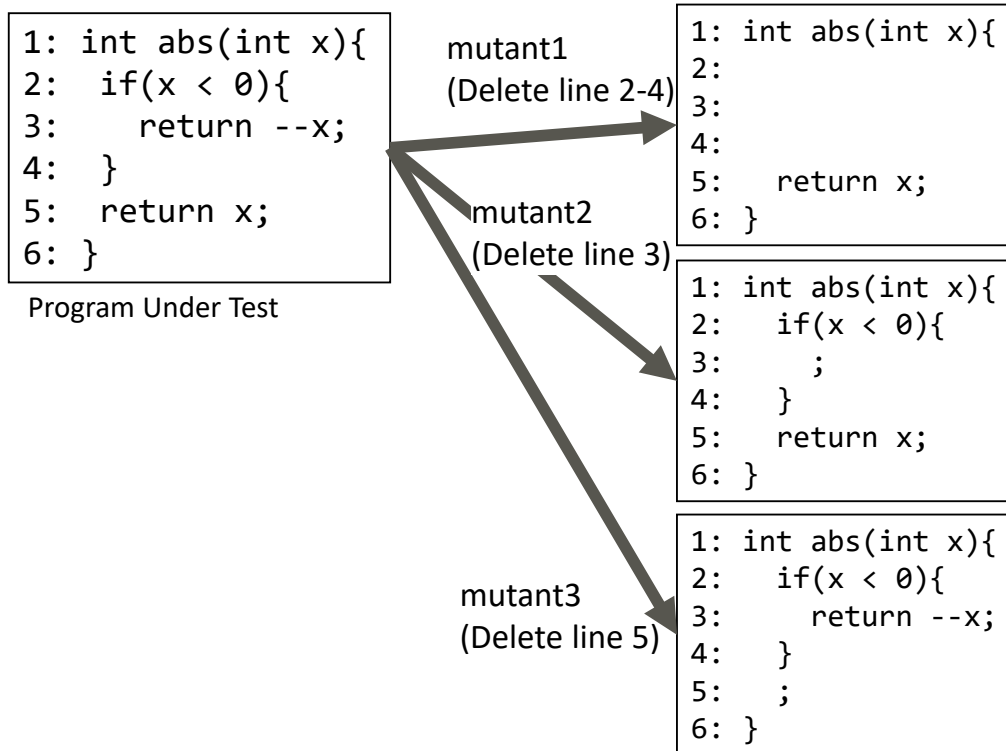 1: int abs(int x){
2:  if(x < 0){
3:    return --x;
4:  }
5:  return x;
6: }
Program Under Test
mutant1
(Delete line 2-4)
1: int abs(int x){
2:
3:
4:
5:   return x;
6: }
mutant2
(Delete line 3)
1: int abs(int x){
2:   if(x < 0){
3:     ;
4:   }
5:   return x;
6: }
mutant3
(Delete line 5)
1: int abs(int x){
2:   if(x < 0){
3:     return --x;
4:   }
5:   ;
6: }